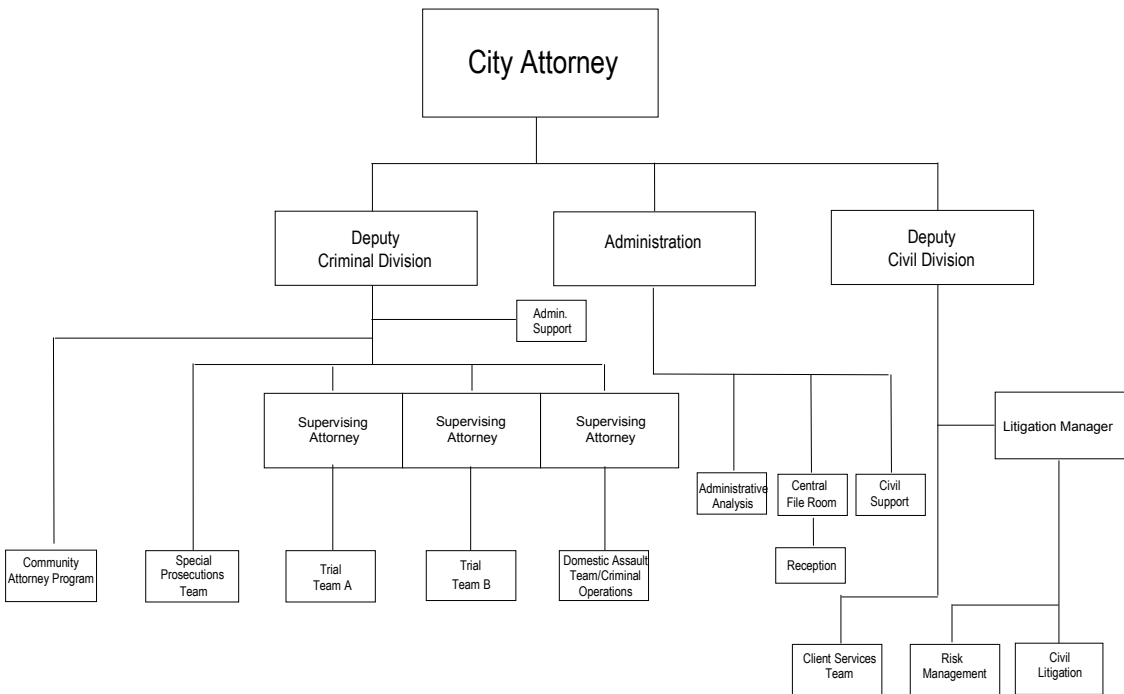 City Attorney
Deputy
Criminal Division
Administration
Deputy
Civil Division
Admin.
Support
Supervising
Attorney
Supervising
Attorney
Supervising
Attorney
Litigation Manager
Administrative
Analysis
Central
File Room
Civil
Support
Community
Attorney Program
Special
Prosecutions
Team
Trial
Team A
Trial
Team B
Domestic Assault
Team/Criminal
Operations
Reception
Client Services
Team
Risk
Management
Civil
Litigation